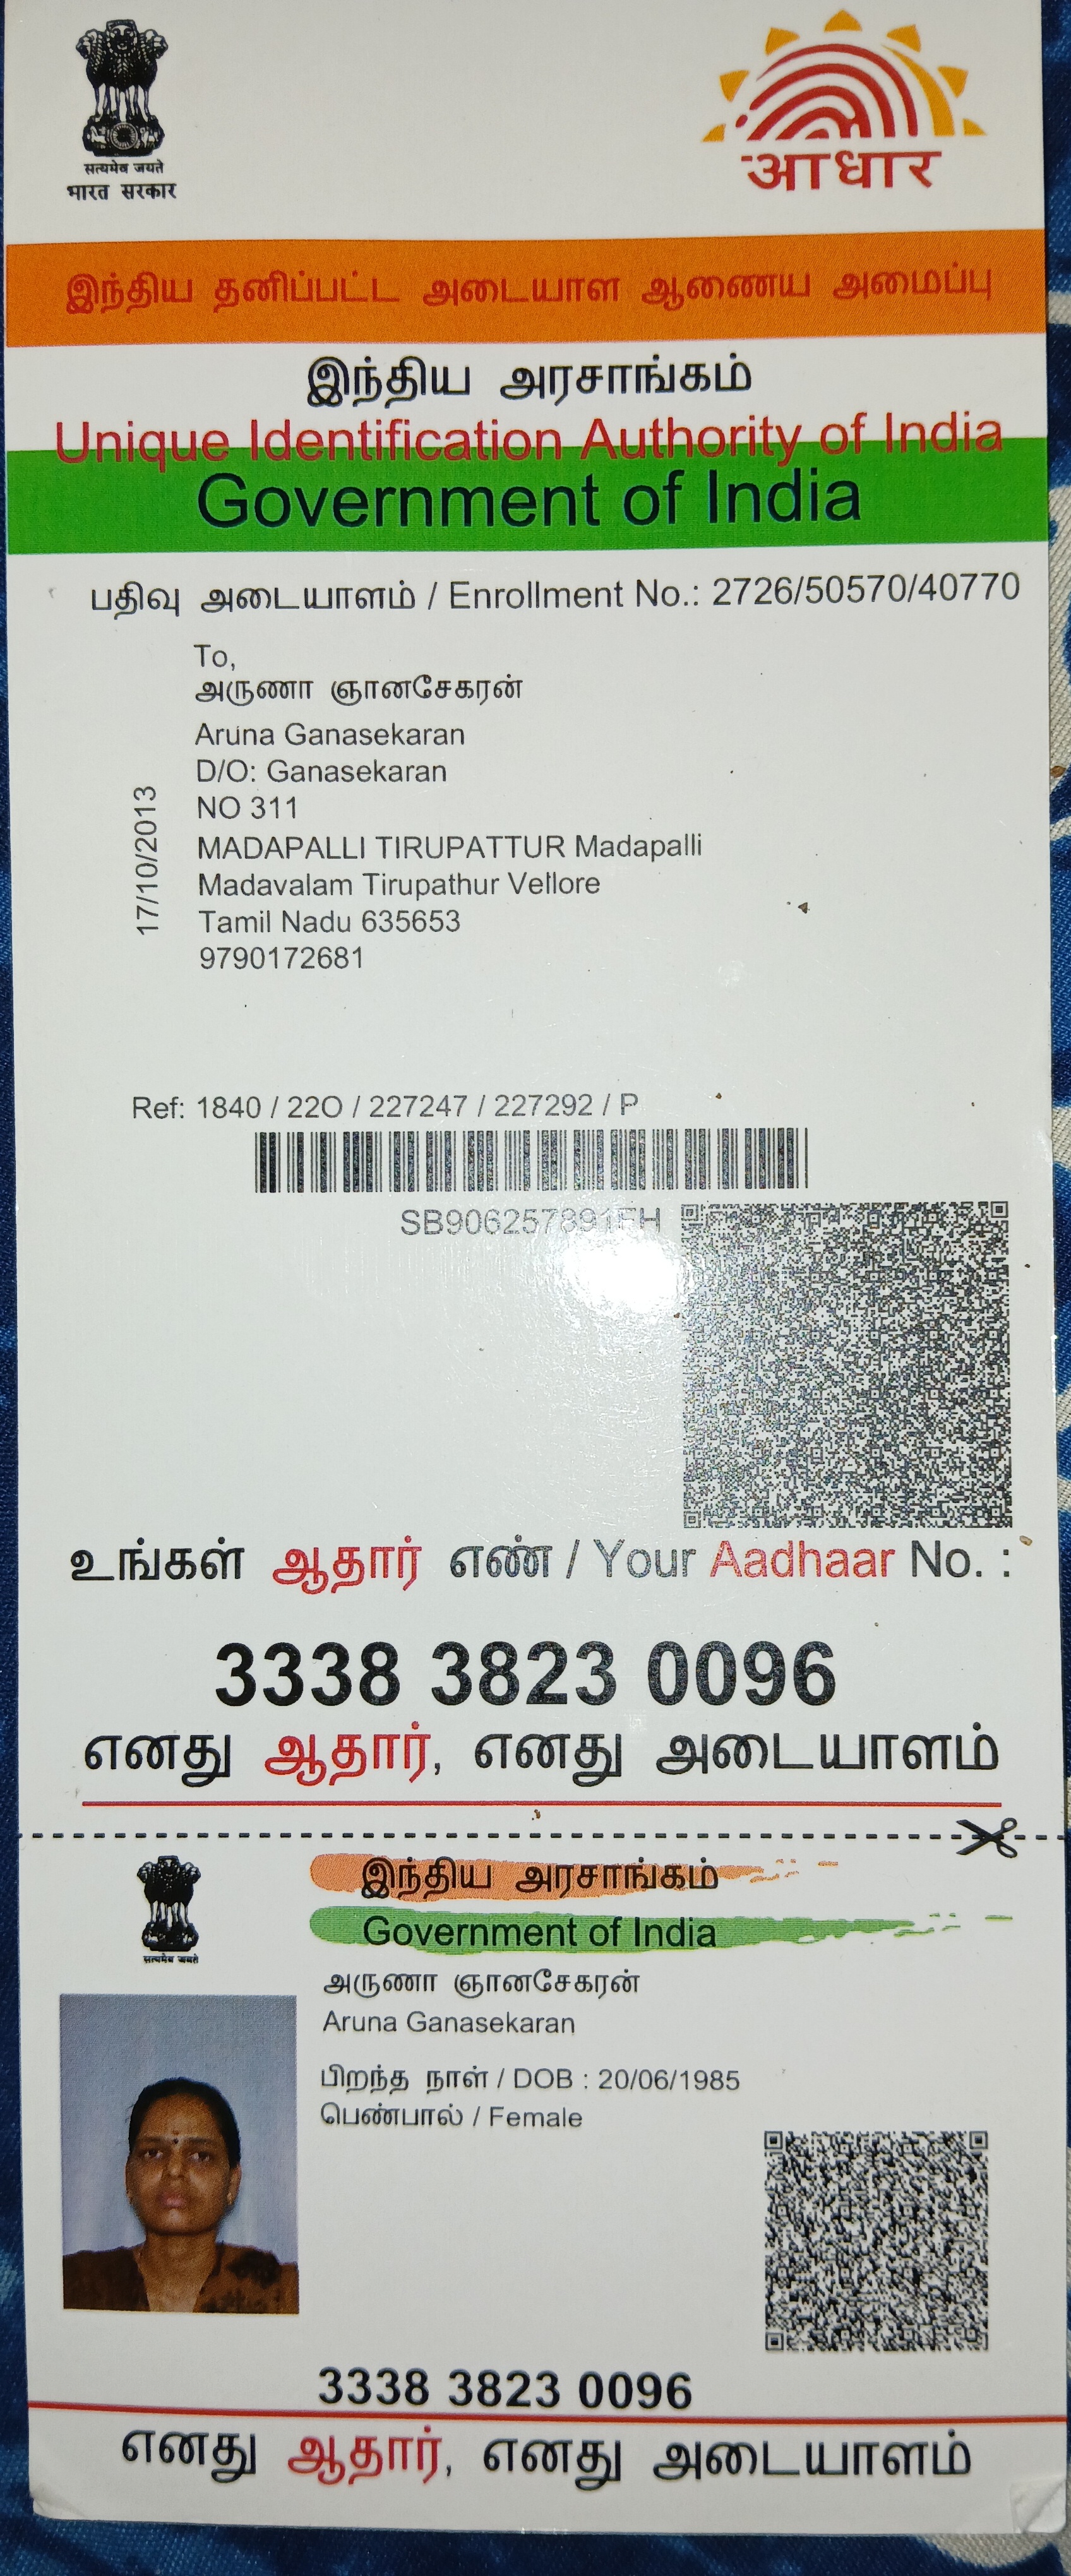 सत्यमेव जयते
भारत सरकार
आधार
இந்திய தனிப்பட்ட அடையாள ஆணைய அமைப்பு
இந்திய அரசாங்கம்
Unique Identification Authority of India
Government of India
பதிவு அடையாளம் / Enrollment No.: 2726/50570/40770
To,
அருணா ஞானசேகரன்
Aruna Ganasekaran
D/O: Ganasekaran
NO 311
MADAPALLI TIRUPATTUR Madapalli
Madavalam Tirupathur Vellore
Tamil Nadu 635653
9790172681
17/10/2013
Ref: 1840 / 22O / 227247 / 227292 / P
SB906257891FH
உங்கள் ஆதார் எண் / Your Aadhaar No. :
3338 3823 0096
எனது ஆதார், எனது அடையாளம்
सत्यमेव जयते
இந்திய அரசாங்கம்
Government of India
அருணா ஞானசேகரன்
Aruna Ganasekaran
பிறந்த நாள் / DOB : 20/06/1985
பெண்பால் / Female
3338 3823 0096
எனது ஆதார், எனது அடையாளம்